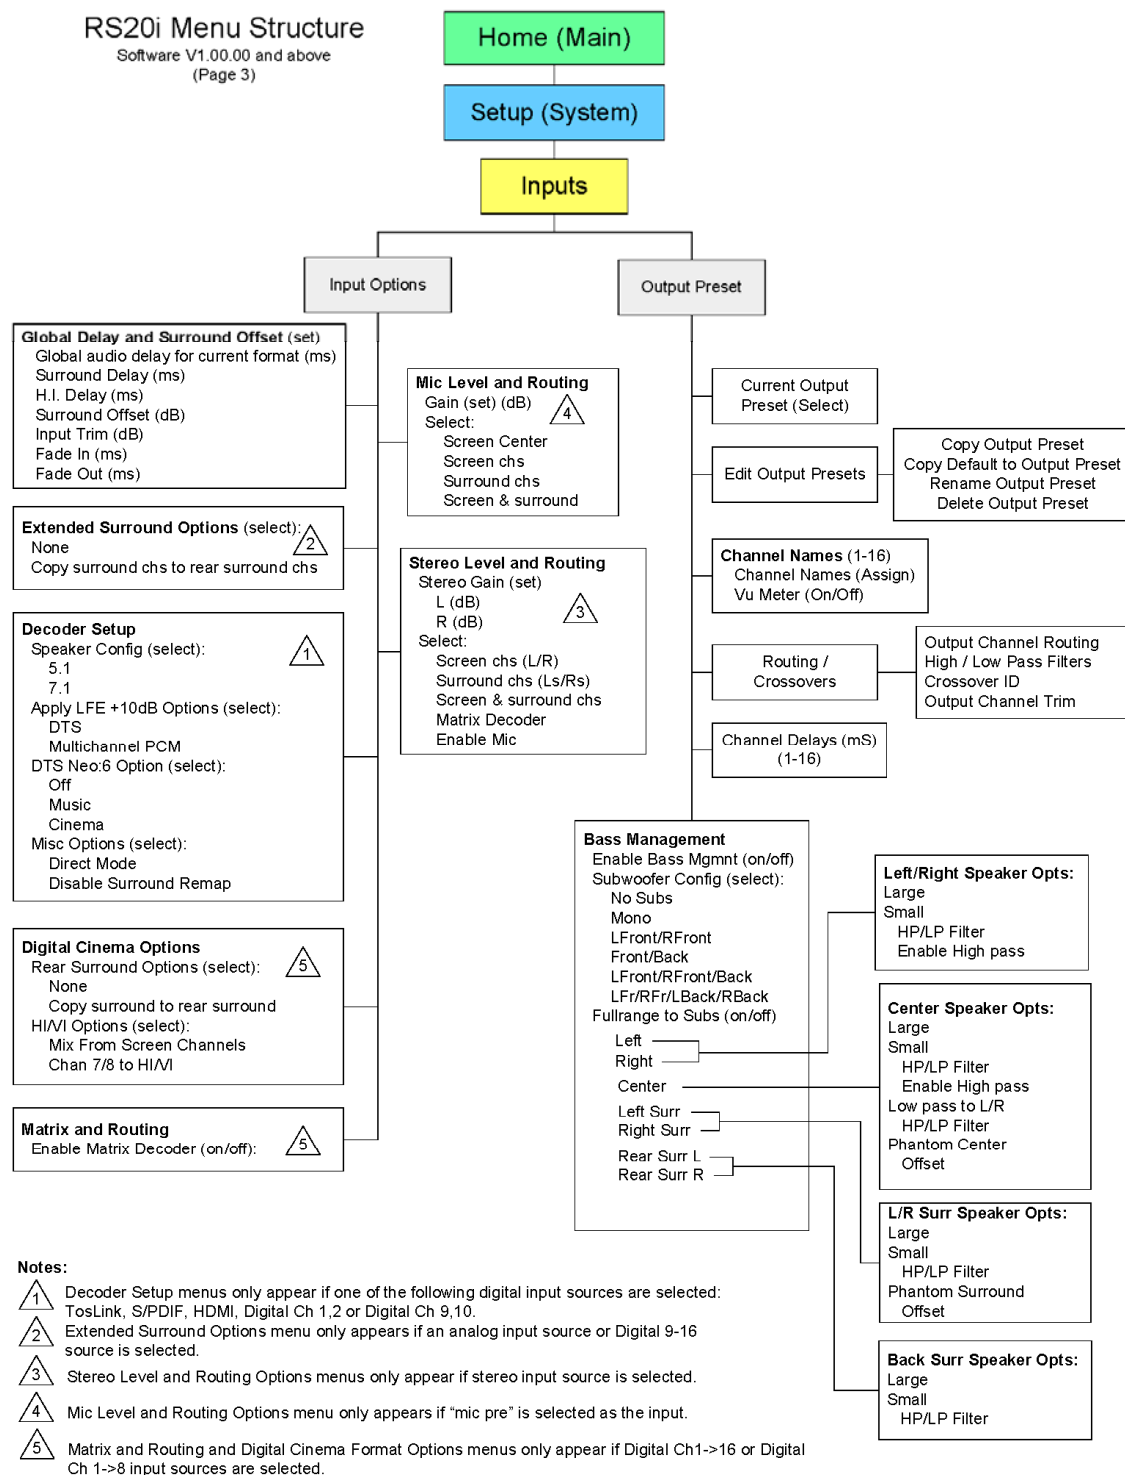 RS20i Menu Structure
Software V1.00.00 and above
(Page 3)
Home (Main)
Setup (System)
Inputs
Input Options
Output Preset
Global Delay and Surround Offset (set)
Global audio delay for current format (ms)
Surround Delay (ms)
H.I. Delay (ms)
Surround Offset (dB)
Input Trim (dB)
Fade In (ms)
Fade Out (ms)
Extended Surround Options (select):
None
Copy surround chs to rear surround chs
2
Decoder Setup
Speaker Config (select):
5.1
7.1
Apply LFE +10dB Options (select):
DTS
Multichannel PCM
DTS Neo:6 Option (select):
Off
Music
Cinema
Misc Options (select):
Direct Mode
Disable Surround Remap
1
Digital Cinema Options
Rear Surround Options (select):
None
Copy surround to rear surround
HI/VI Options (select):
Mix From Screen Channels
Chan 7/8 to HI/VI
5
Matrix and Routing
Enable Matrix Decoder (on/off):
5
Mic Level and Routing
Gain (set) (dB)
Select:
Screen Center
Screen chs
Surround chs
Screen & surround
4
Stereo Level and Routing
Stereo Gain (set)
L (dB)
R (dB)
Select:
Screen chs (L/R)
Surround chs (Ls/Rs)
Screen & surround chs
Matrix Decoder
Enable Mic
3
Current Output
Preset (Select)
Edit Output Presets
Copy Output Preset
Copy Default to Output Preset
Rename Output Preset
Delete Output Preset
Channel Names (1-16)
Channel Names (Assign)
Vu Meter (On/Off)
Routing /
Crossovers
Output Channel Routing
High / Low Pass Filters
Crossover ID
Output Channel Trim
Channel Delays (mS)
(1-16)
Bass Management
Enable Bass Mgmnt (on/off)
Subwoofer Config (select):
No Subs
Mono
LFront/RFront
Front/Back
LFront/RFront/Back
LFr/RFr/LBack/RBack
Fullrange to Subs (on/off)
Left
Right
Center
Left Surr
Right Surr
Rear Surr L
Rear Surr R
Left/Right Speaker Opts:
Large
Small
HP/LP Filter
Enable High pass
Center Speaker Opts:
Large
Small
HP/LP Filter
Enable High pass
Low pass to L/R
HP/LP Filter
Phantom Center
Offset
L/R Surr Speaker Opts:
Large
Small
HP/LP Filter
Phantom Surround
Offset
Back Surr Speaker Opts:
Large
Small
HP/LP Filter
Notes:
1 Decoder Setup menus only appear if one of the following digital input sources are selected:
TosLink, S/PDIF, HDMI, Digital Ch 1,2 or Digital Ch 9,10.
2 Extended Surround Options menu only appears if an analog input source or Digital 9-16
source is selected.
3 Stereo Level and Routing Options menus only appear if stereo input source is selected.
4 Mic Level and Routing Options menu only appears if “mic pre” is selected as the input.
5 Matrix and Routing and Digital Cinema Format Options menus only appear if Digital Ch1->16 or Digital
Ch 1->8 input sources are selected.